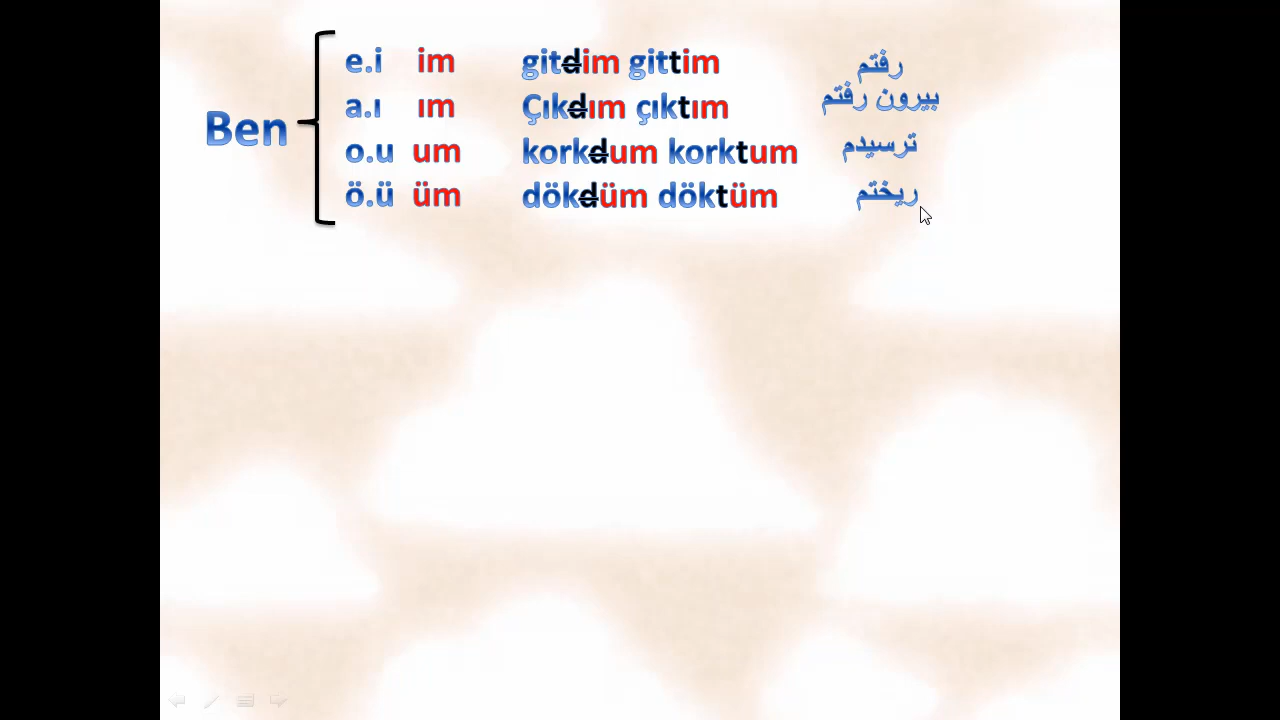 Ben
e.i im gitdim gittim رفتم
a.ı ım Çıkdım çıktım بیرون رفتم
o.u um korkdum korktum ترسیدم
ö.ü üm dökdüm döktüm ریختم